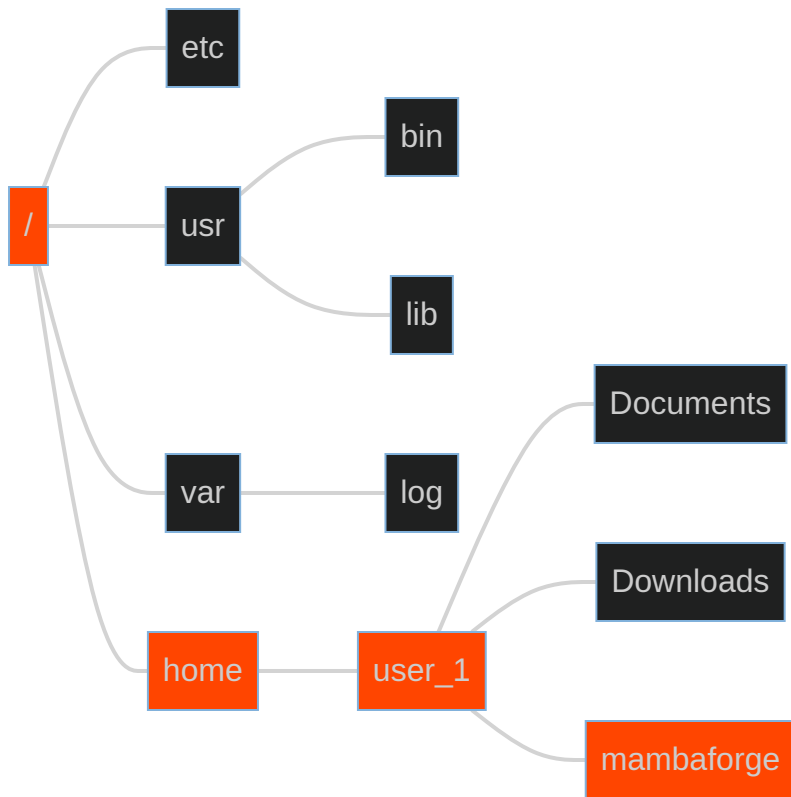 etc
bin
/
usr
lib
Documents
var
log
Downloads
home
user_1
mambaforge